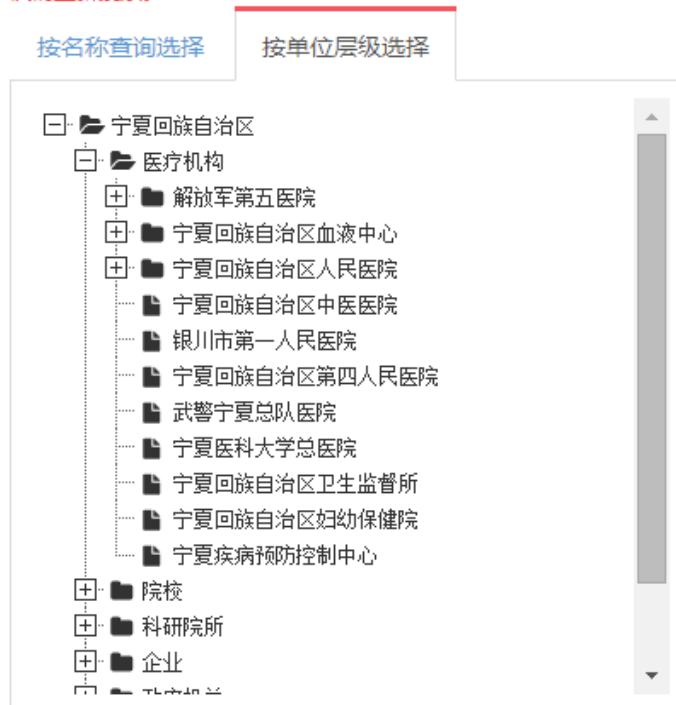 按名称查询选择
按单位层级选择
宁夏回族自治区
医疗机构
解放军第五医院
宁夏回族自治区血液中心
宁夏回族自治区人民医院
宁夏回族自治区中医医院
银川市第一人民医院
宁夏回族自治区第四人民医院
武警宁夏总队医院
宁夏医科大学总医院
宁夏回族自治区卫生监督所
宁夏回族自治区妇幼保健院
宁夏疾病预防控制中心
院校
科研院所
企业